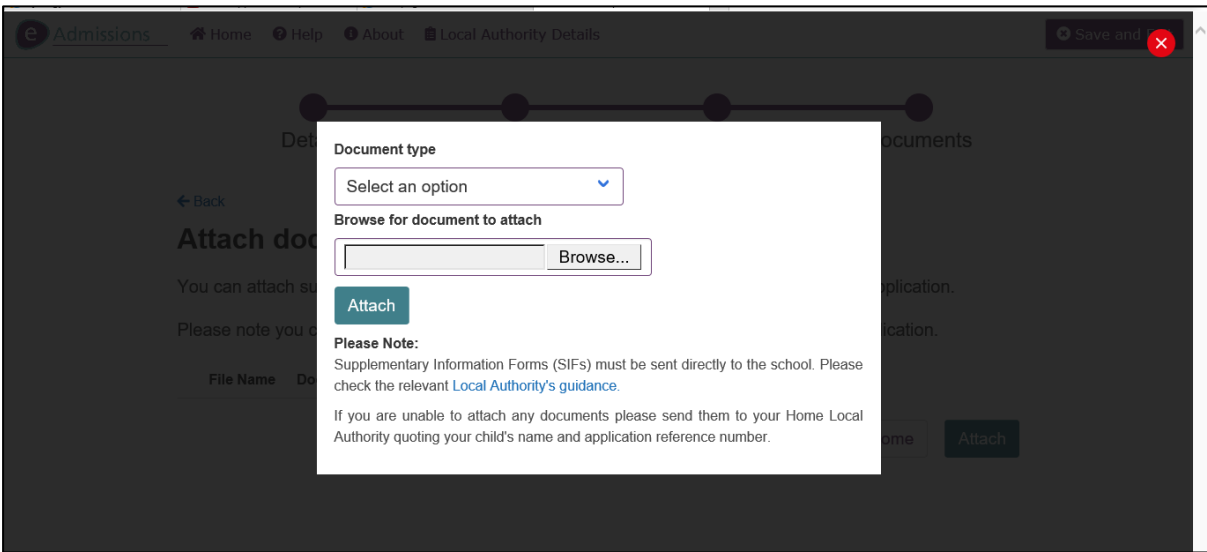 e Admissions Home Help About Local Authority Details Save and
ocuments
Document type
Select an option
← Back
Browse for document to attach
Attach doc
Browse...
You can attach su
plication.
Attach
Please note you c
ication.
Please Note:
Supplementary Information Forms (SIFs) must be sent directly to the school. Please
check the relevant Local Authority's guidance.
File Name Do
If you are unable to attach any documents please send them to your Home Local
Authority quoting your child's name and application reference number.
ome Attach